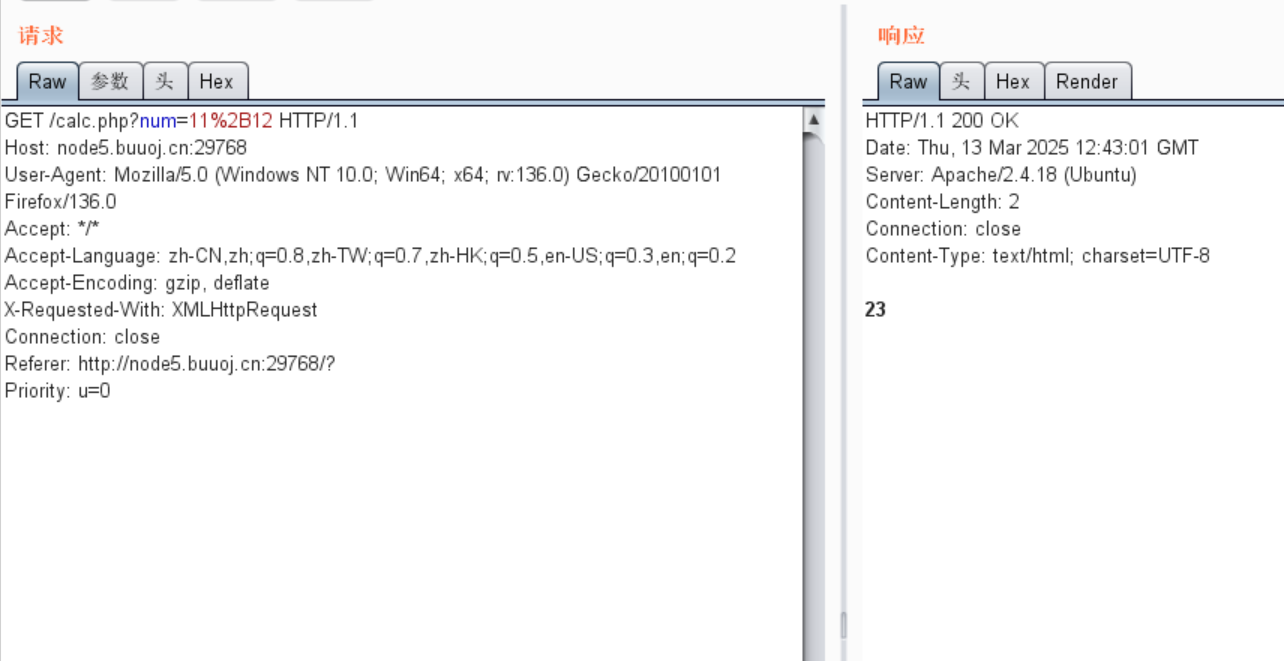 请求
Raw 参数 头 Hex
GET /calc.php?num=11%2B12 HTTP/1.1
Host: node5.buuoj.cn:29768
User-Agent: Mozilla/5.0 (Windows NT 10.0; Win64; x64; rv:136.0) Gecko/20100101
Firefox/136.0
Accept: */*
Accept-Language: zh-CN,zh;q=0.8,zh-TW;q=0.7,zh-HK;q=0.5,en-US;q=0.3,en;q=0.2
Accept-Encoding: gzip, deflate
X-Requested-With: XMLHttpRequest
Connection: close
Referer: http://node5.buuoj.cn:29768/?
Priority: u=0
响应
Raw 头 Hex Render
HTTP/1.1 200 OK
Date: Thu, 13 Mar 2025 12:43:01 GMT
Server: Apache/2.4.18 (Ubuntu)
Content-Length: 2
Connection: close
Content-Type: text/html; charset=UTF-8
23